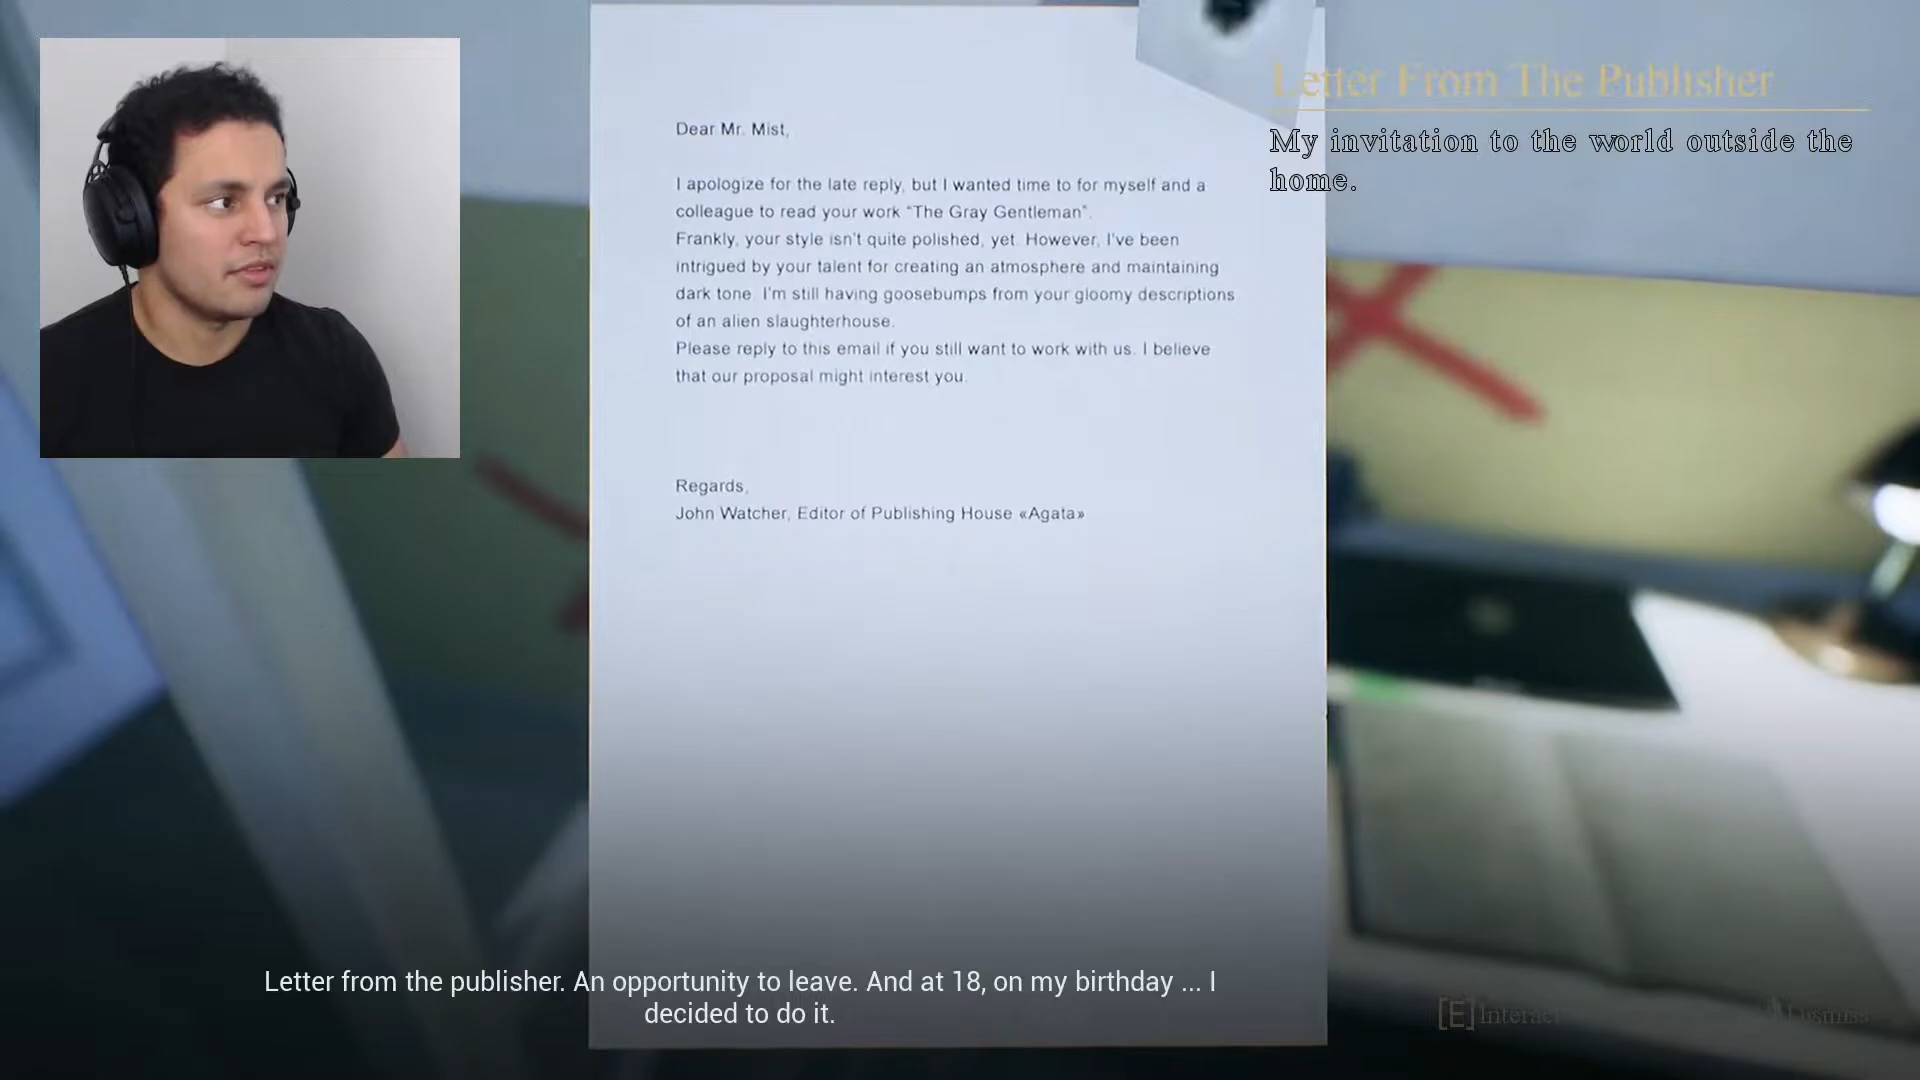 Letter From The Publisher
My invitation to the world outside the
home.
Dear Mr. Mist,
I apologize for the late reply, but I wanted time to for myself and a
colleague to read your work “The Gray Gentleman”.
Frankly, your style isn't quite polished, yet. However, I've been
intrigued by your talent for creating an atmosphere and maintaining
dark tone. I'm still having goosebumps from your gloomy descriptions
of an alien slaughterhouse.
Please reply to this email if you still want to work with us. I believe
that our proposal might interest you.
Regards,
John Watcher, Editor of Publishing House «Agata»
Letter from the publisher. An opportunity to leave. And at 18, on my birthday ... I
decided to do it.
[E] Interact